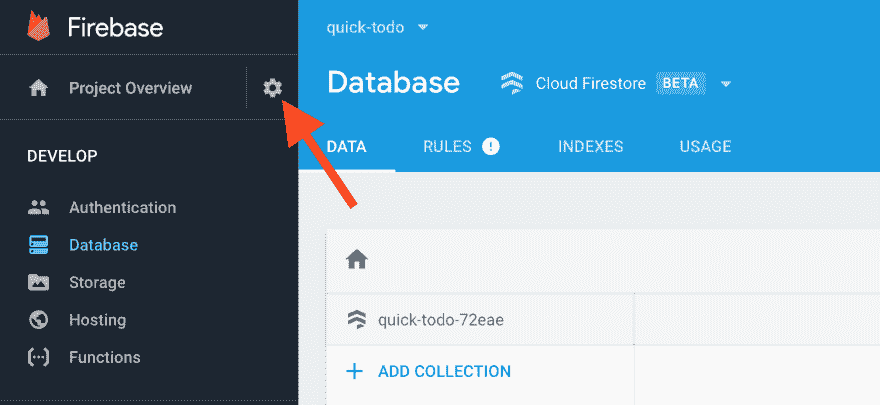 Firebase
Project Overview
DEVELOP
Authentication
Database
Storage
Hosting
Functions
quick-todo
Database Cloud Firestore BETA
DATA RULES ! INDEXES USAGE
quick-todo-72eae
+ ADD COLLECTION